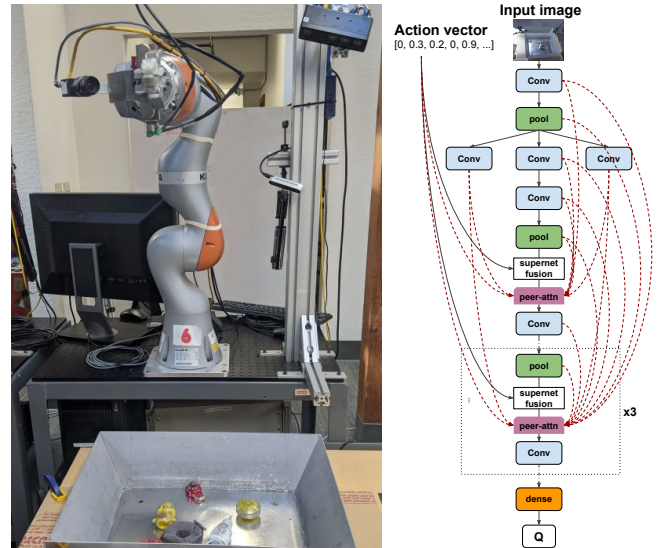 Input image
Action vector
[0, 0.3, 0.2, 0, 0.9, ...]
Conv
pool
Conv
Conv
Conv
Conv
pool
supernet
fusion
peer-attn
Conv
pool
supernet
fusion
...
x3
peer-attn
Conv
dense
Q
6